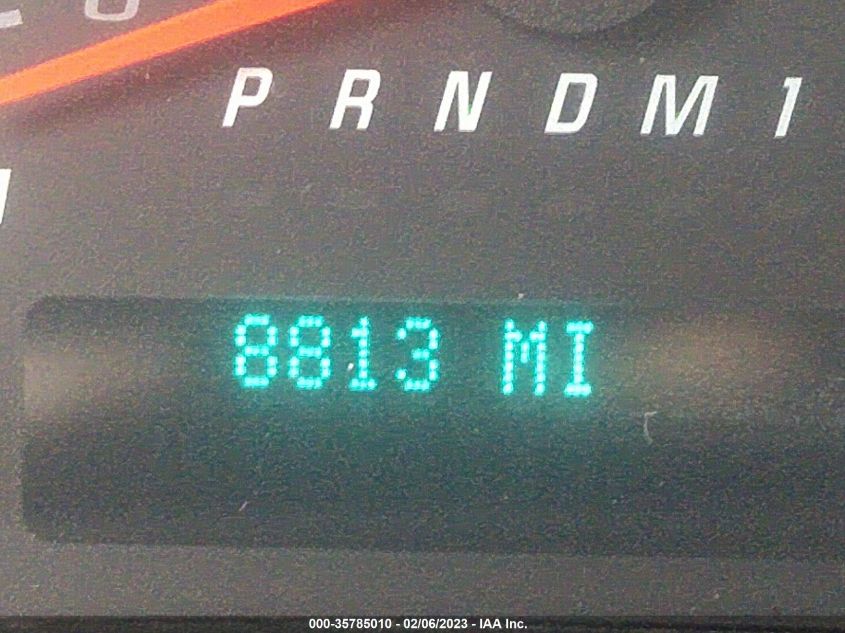 P R N D M 1
8813 MI
000-35785010 - 02/06/2023 - IAA Inc.